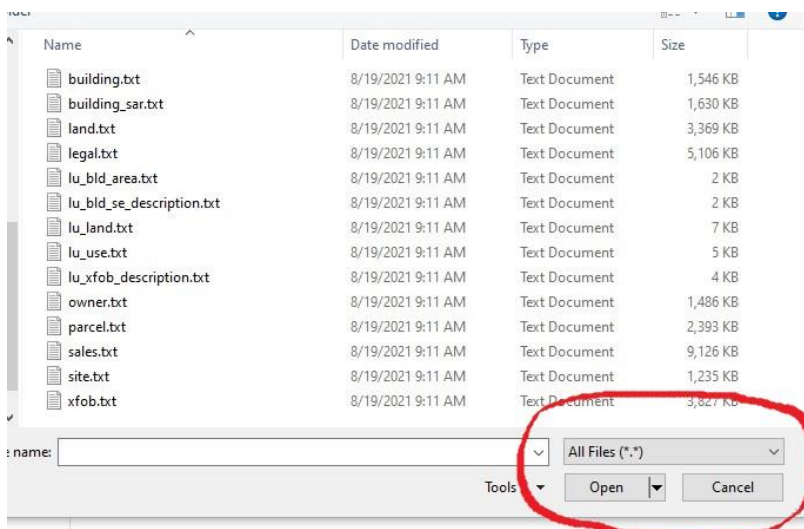 Name Date modified Type Size
building.txt 8/19/2021 9:11 AM Text Document 1,546 KB
building_sar.txt 8/19/2021 9:11 AM Text Document 1,630 KB
land.txt 8/19/2021 9:11 AM Text Document 3,369 KB
legal.txt 8/19/2021 9:11 AM Text Document 5,106 KB
lu_bld_area.txt 8/19/2021 9:11 AM Text Document 2 KB
lu_bld_se_description.txt 8/19/2021 9:11 AM Text Document 2 KB
lu_land.txt 8/19/2021 9:11 AM Text Document 7 KB
lu_use.txt 8/19/2021 9:11 AM Text Document 5 KB
lu_xfob_description.txt 8/19/2021 9:11 AM Text Document 4 KB
owner.txt 8/19/2021 9:11 AM Text Document 1,486 KB
parcel.txt 8/19/2021 9:11 AM Text Document 2,393 KB
sales.txt 8/19/2021 9:11 AM Text Document 9,126 KB
site.txt 8/19/2021 9:11 AM Text Document 1,235 KB
xfob.txt 8/19/2021 9:11 AM Text Document 3,827 KB
e name: All Files (*.*)
Tools Open Cancel